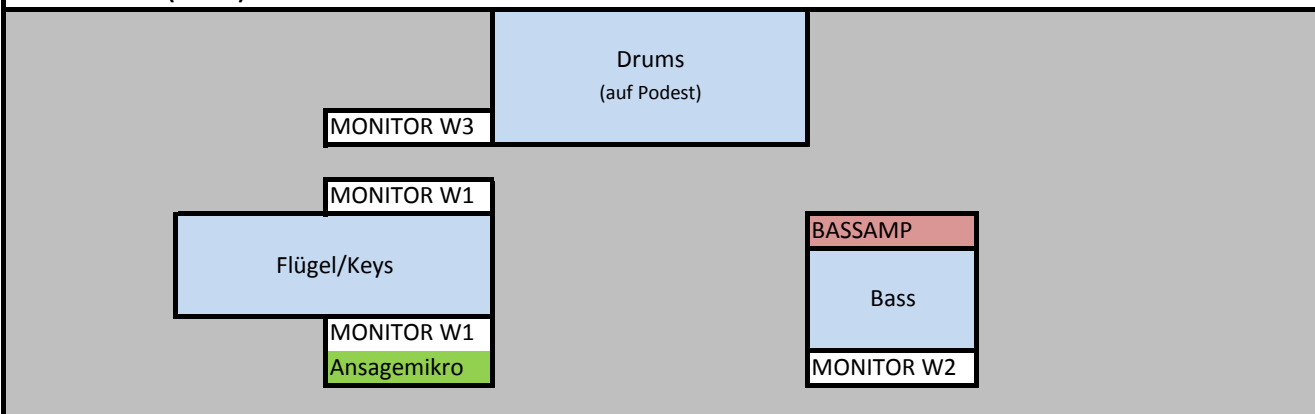 Drums
(auf Podest)
MONITOR W3
MONITOR W1
BASSAMP
Flügel/Keys
Bass
MONITOR W1
Ansagemikro
MONITOR W2